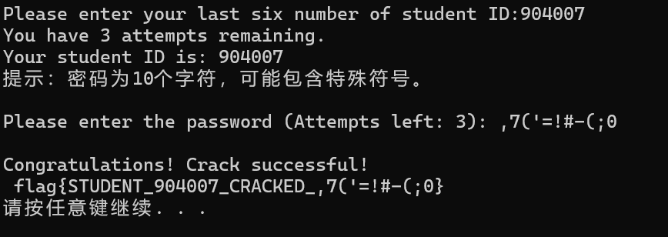 Please enter your last six number of student ID:904007
You have 3 attempts remaining.
Your student ID is: 904007
提示：密码为10个字符，可能包含特殊符号。
Please enter the password (Attempts left: 3): ,7('=!#-(;0
Congratulations! Crack successful!
flag{STUDENT_904007_CRACKED_,7('=!#-(;0}
请按任意键继续. . .